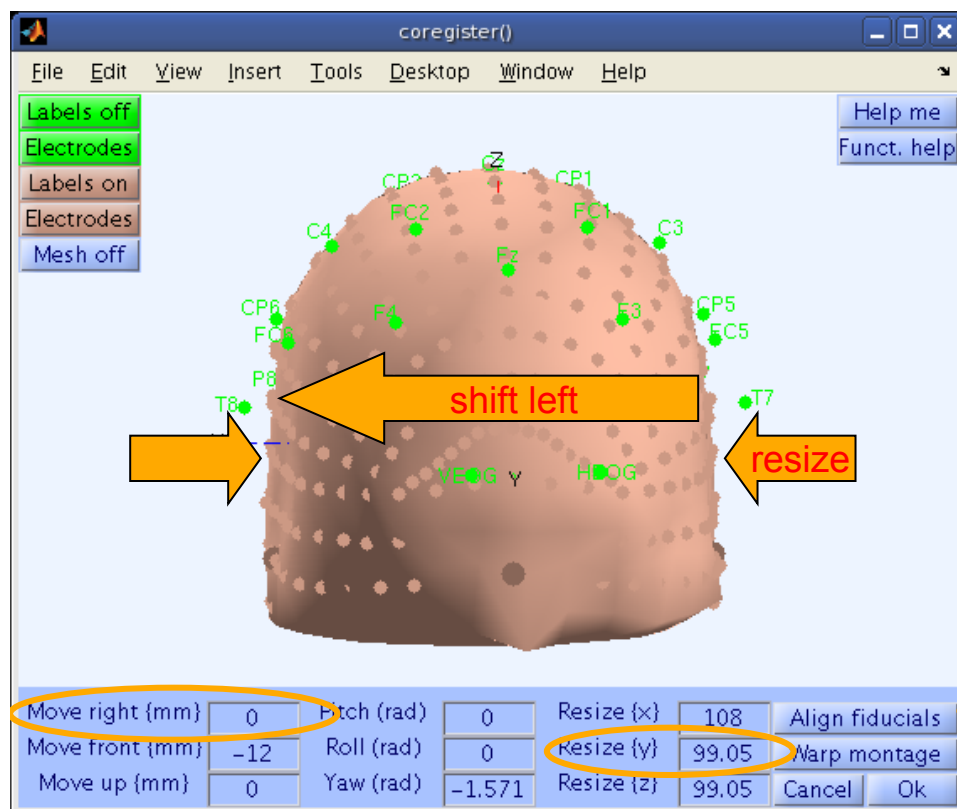 coregister()
File Edit View Insert Tools Desktop Window Help
Labels off
Electrodes
Labels on
Electrodes
Mesh off
Help me
Funct. help
Z
CP1
FC2
FC1
C4
C3
Fz
CP6
F4
F3
CP5
FC5
P8
shift left
T8
T7
resize
VEOG Y HEOG
Move right {mm} 0 Pitch (rad) 0 Resize {x} 108 Align fiducials
Move front {mm} -12 Roll (rad) 0 Resize {y} 99.05 Warp montage
Move up {mm} 0 Yaw (rad) -1.571 Resize {z} 99.05 Cancel Ok